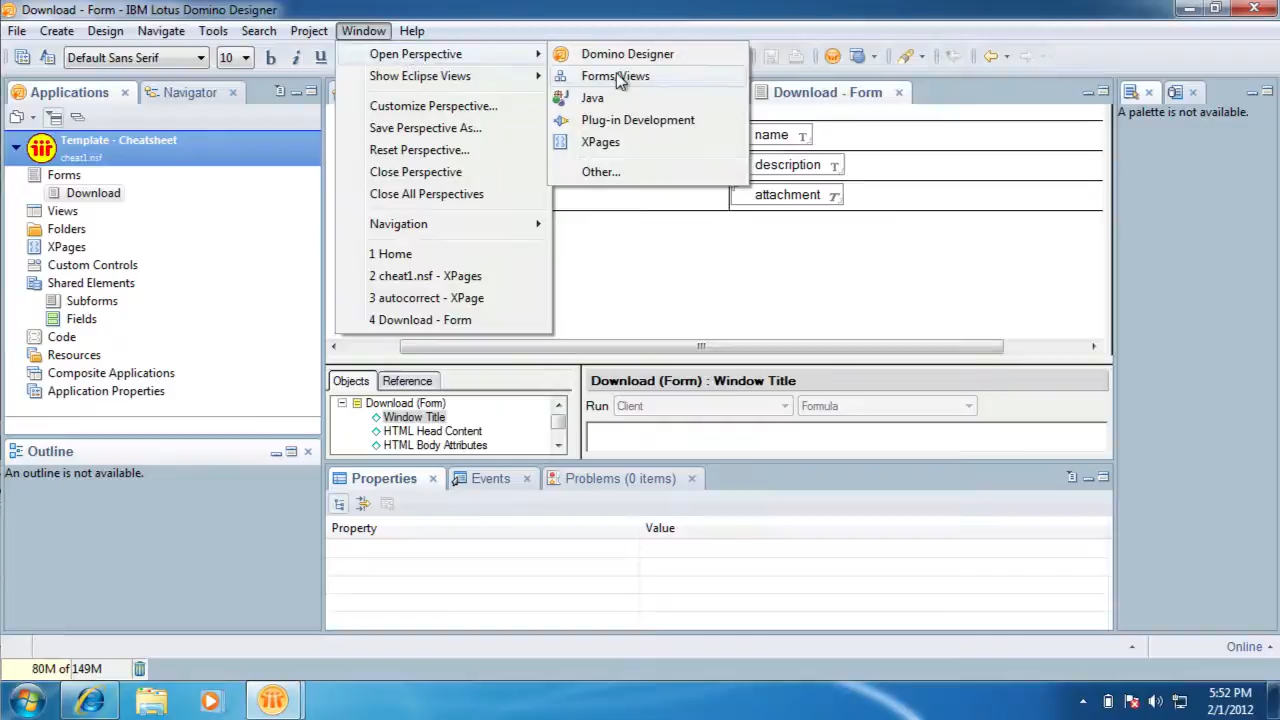 Download - Form - IBM Lotus Domino Designer
File Create Design Navigate Tools Search Project Window Help
Default Sans Serif 10 b i u
Applications Navigator
Template - Cheatsheet
cheat1.nsf
Forms
Download
Views
Folders
XPages
Custom Controls
Shared Elements
Subforms
Fields
Code
Resources
Composite Applications
Application Properties
Outline
An outline is not available.
Open Perspective
Show Eclipse Views
Customize Perspective...
Save Perspective As...
Reset Perspective...
Close Perspective
Close All Perspectives
Navigation
1 Home
2 cheat1.nsf - XPages
3 autocorrect - XPage
4 Download - Form
Domino Designer
Forms/Views
Java
Plug-in Development
XPages
Other...
Download - Form
name T
description T
attachment T
A palette is not available.
Objects Reference
Download (Form)
Window Title
HTML Head Content
HTML Body Attributes
Download (Form) : Window Title
Run Client Formula
Properties Events Problems (0 items)
Property Value
Online
80M of 149M
5:52 PM
2/1/2012